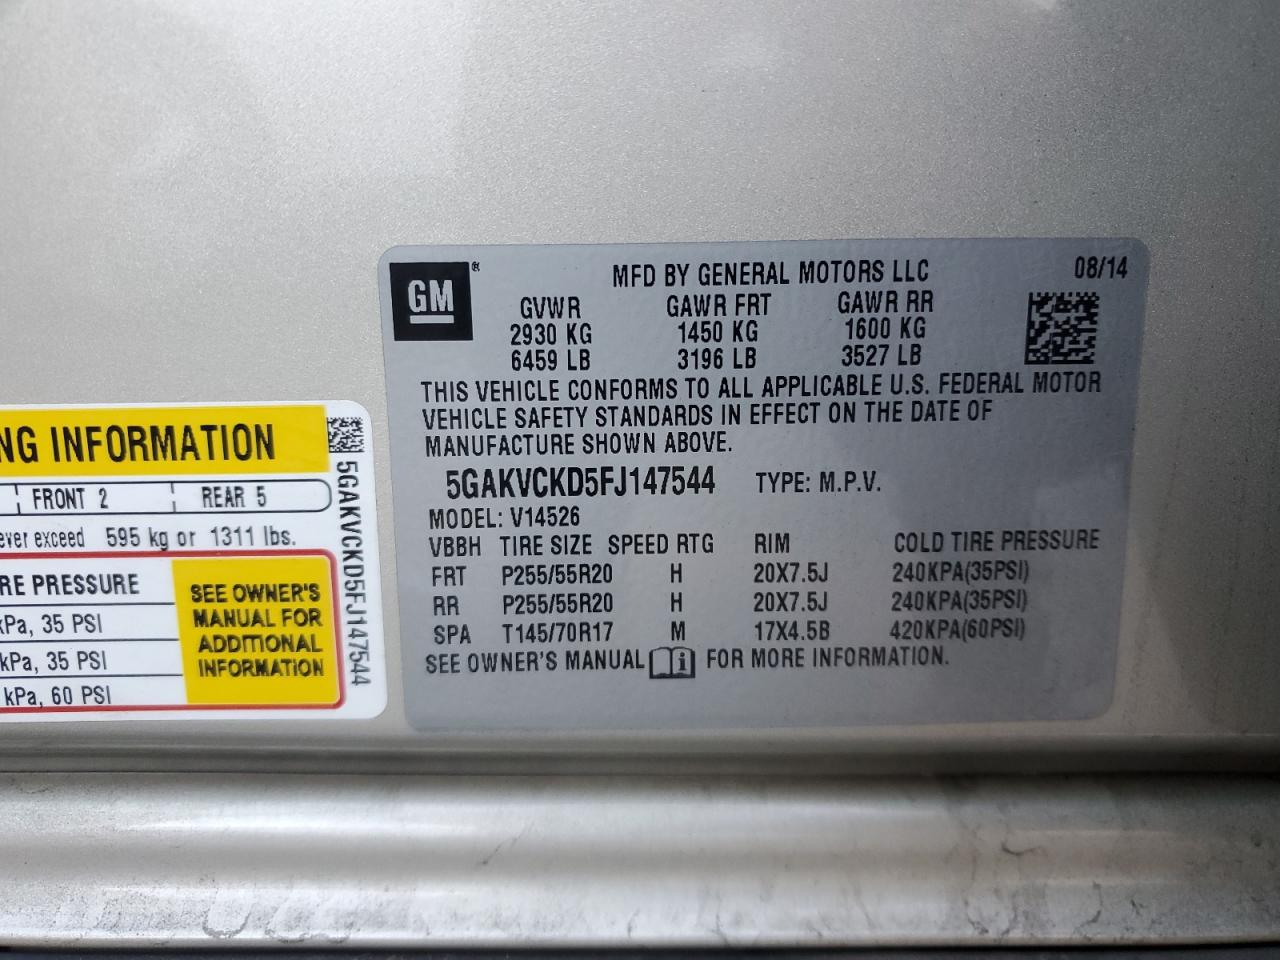 NG INFORMATION
FRONT 2 REAR 5
ever exceed 595 kg or 1311 lbs.
RE PRESSURE
kPa, 35 PSI
kPa, 35 PSI
kPa, 60 PSI
SEE OWNER'S
MANUAL FOR
ADDITIONAL
INFORMATION
5GAKVCKD5FJ147544
GM ®
MFD BY GENERAL MOTORS LLC 08/14
GVWR GAWR FRT GAWR RR
2930 KG 1450 KG 1600 KG
6459 LB 3196 LB 3527 LB
THIS VEHICLE CONFORMS TO ALL APPLICABLE U.S. FEDERAL MOTOR
VEHICLE SAFETY STANDARDS IN EFFECT ON THE DATE OF
MANUFACTURE SHOWN ABOVE.
5GAKVCKD5FJ147544 TYPE: M.P.V.
MODEL: V14526
VBBH TIRE SIZE SPEED RTG RIM COLD TIRE PRESSURE
FRT P255/55R20 H 20X7.5J 240KPA(35PSI)
RR P255/55R20 H 20X7.5J 240KPA(35PSI)
SPA T145/70R17 M 17X4.5B 420KPA(60PSI)
SEE OWNER'S MANUAL FOR MORE INFORMATION.